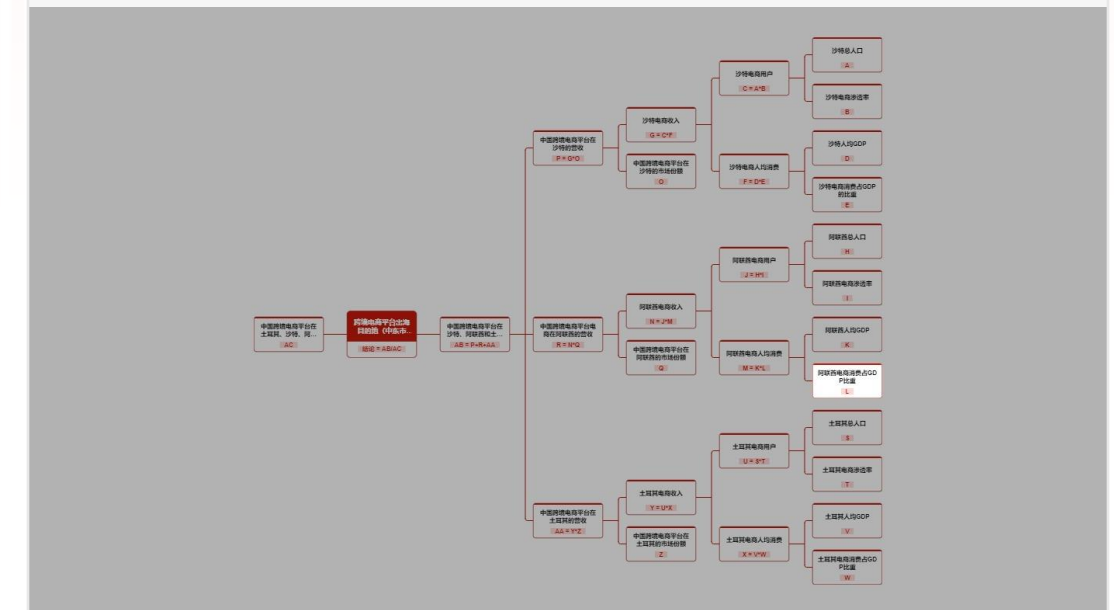 沙特总人口
A
沙特电商用户
C = A*B
沙特电商渗透率
B
沙特电商收入
G = C*F
中国跨境电商平台在
沙特的营收
P = G*O
沙特人均GDP
D
中国跨境电商平台在
沙特的市场份额
O
沙特电商人均消费
F = D*E
沙特电商消费占GDP
的比重
E
阿联酋总人口
H
阿联酋电商用户
J = H*I
阿联酋电商渗透率
I
阿联酋电商收入
N = J*M
中国跨境电商平台在
土耳其、沙特、阿...
AC
跨境电商平台出海
目的地（中东市...
结论 = AB/AC
中国跨境电商平台在
沙特、阿联酋和土...
AB = P+R+AA
中国跨境电商平台电
商在阿联酋的营收
R = N*Q
阿联酋人均GDP
K
中国跨境电商平台在
阿联酋的市场份额
Q
阿联酋电商人均消费
M = K*L
阿联酋电商消费占GD
P比重
L
土耳其总人口
S
土耳其电商用户
U = S*T
土耳其电商渗透率
T
土耳其电商收入
Y = U*X
中国跨境电商平台在
土耳其的营收
AA = Y*Z
土耳其人均GDP
V
中国跨境电商平台在
土耳其的市场份额
Z
土耳其电商人均消费
X = V*W
土耳其电商消费占GD
P比重
W